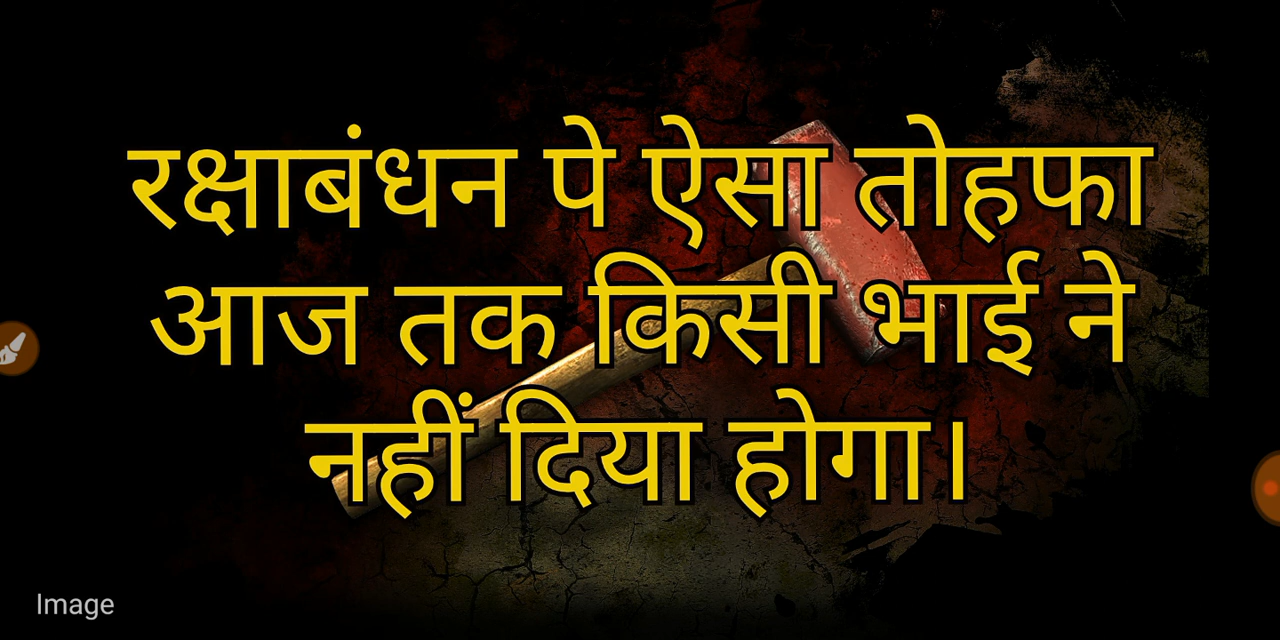 रक्षाबंधन पे ऐसा तोहफा
आज तक किसी भाई ने
नहीं दिया होगा।
Image